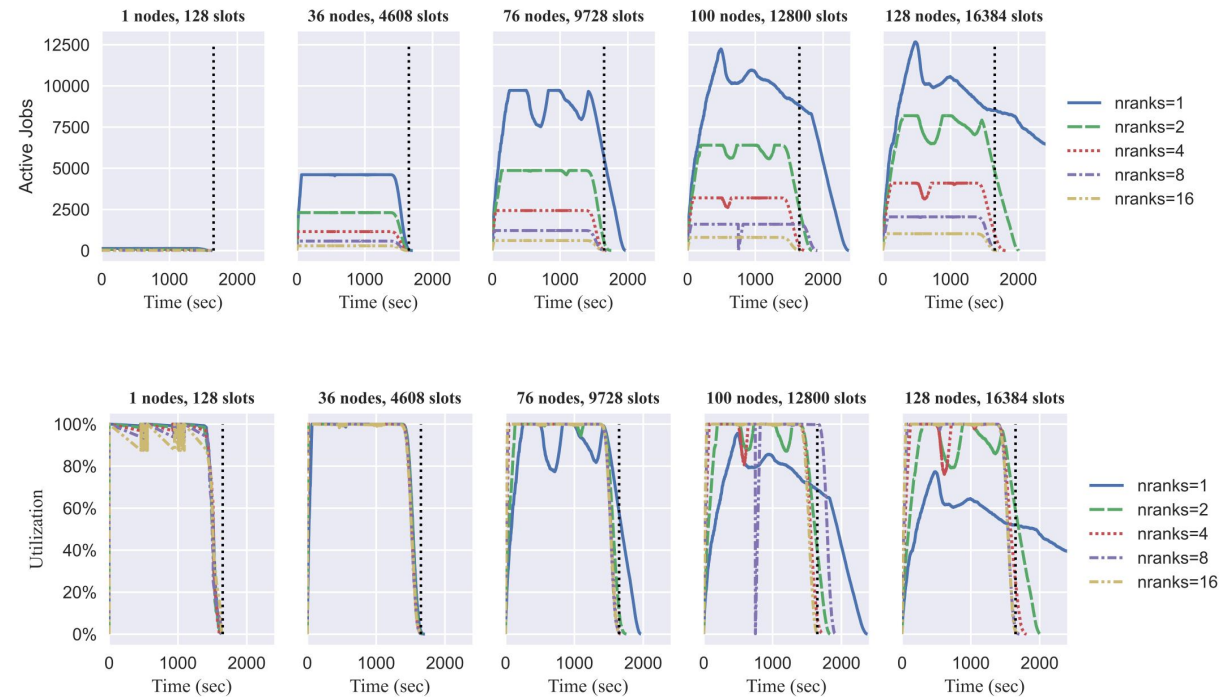 1 nodes, 128 slots 36 nodes, 4608 slots 76 nodes, 9728 slots 100 nodes, 12800 slots 128 nodes, 16384 slots
12500
10000
7500
5000
2500
0
Active Jobs
0 1000 2000 0 1000 2000 0 1000 2000 0 1000 2000 0 1000 2000
Time (sec) Time (sec) Time (sec) Time (sec) Time (sec)
nranks=1
nranks=2
nranks=4
nranks=8
nranks=16
1 nodes, 128 slots 36 nodes, 4608 slots 76 nodes, 9728 slots 100 nodes, 12800 slots 128 nodes, 16384 slots
100%
80%
60%
40%
20%
0%
Utilization
0 1000 2000 0 1000 2000 0 1000 2000 0 1000 2000 0 1000 2000
Time (sec) Time (sec) Time (sec) Time (sec) Time (sec)
nranks=1
nranks=2
nranks=4
nranks=8
nranks=16